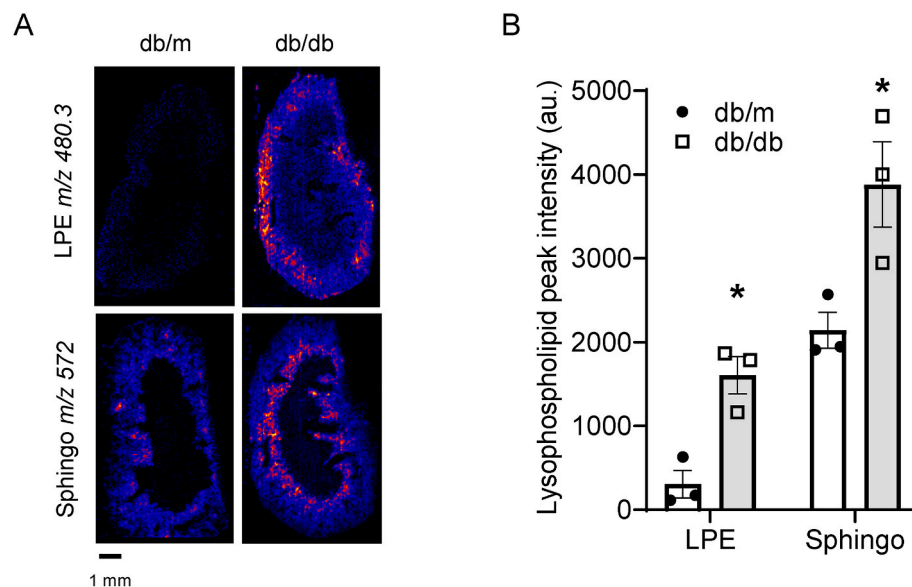 A
db/m
db/db
LPE m/z 480.3
Sphingo m/z 572
1 mm
B
Lysophospholipid peak intensity (au.)
5000
4000
3000
2000
1000
0
db/m
db/db
*
*
LPE
Sphingo